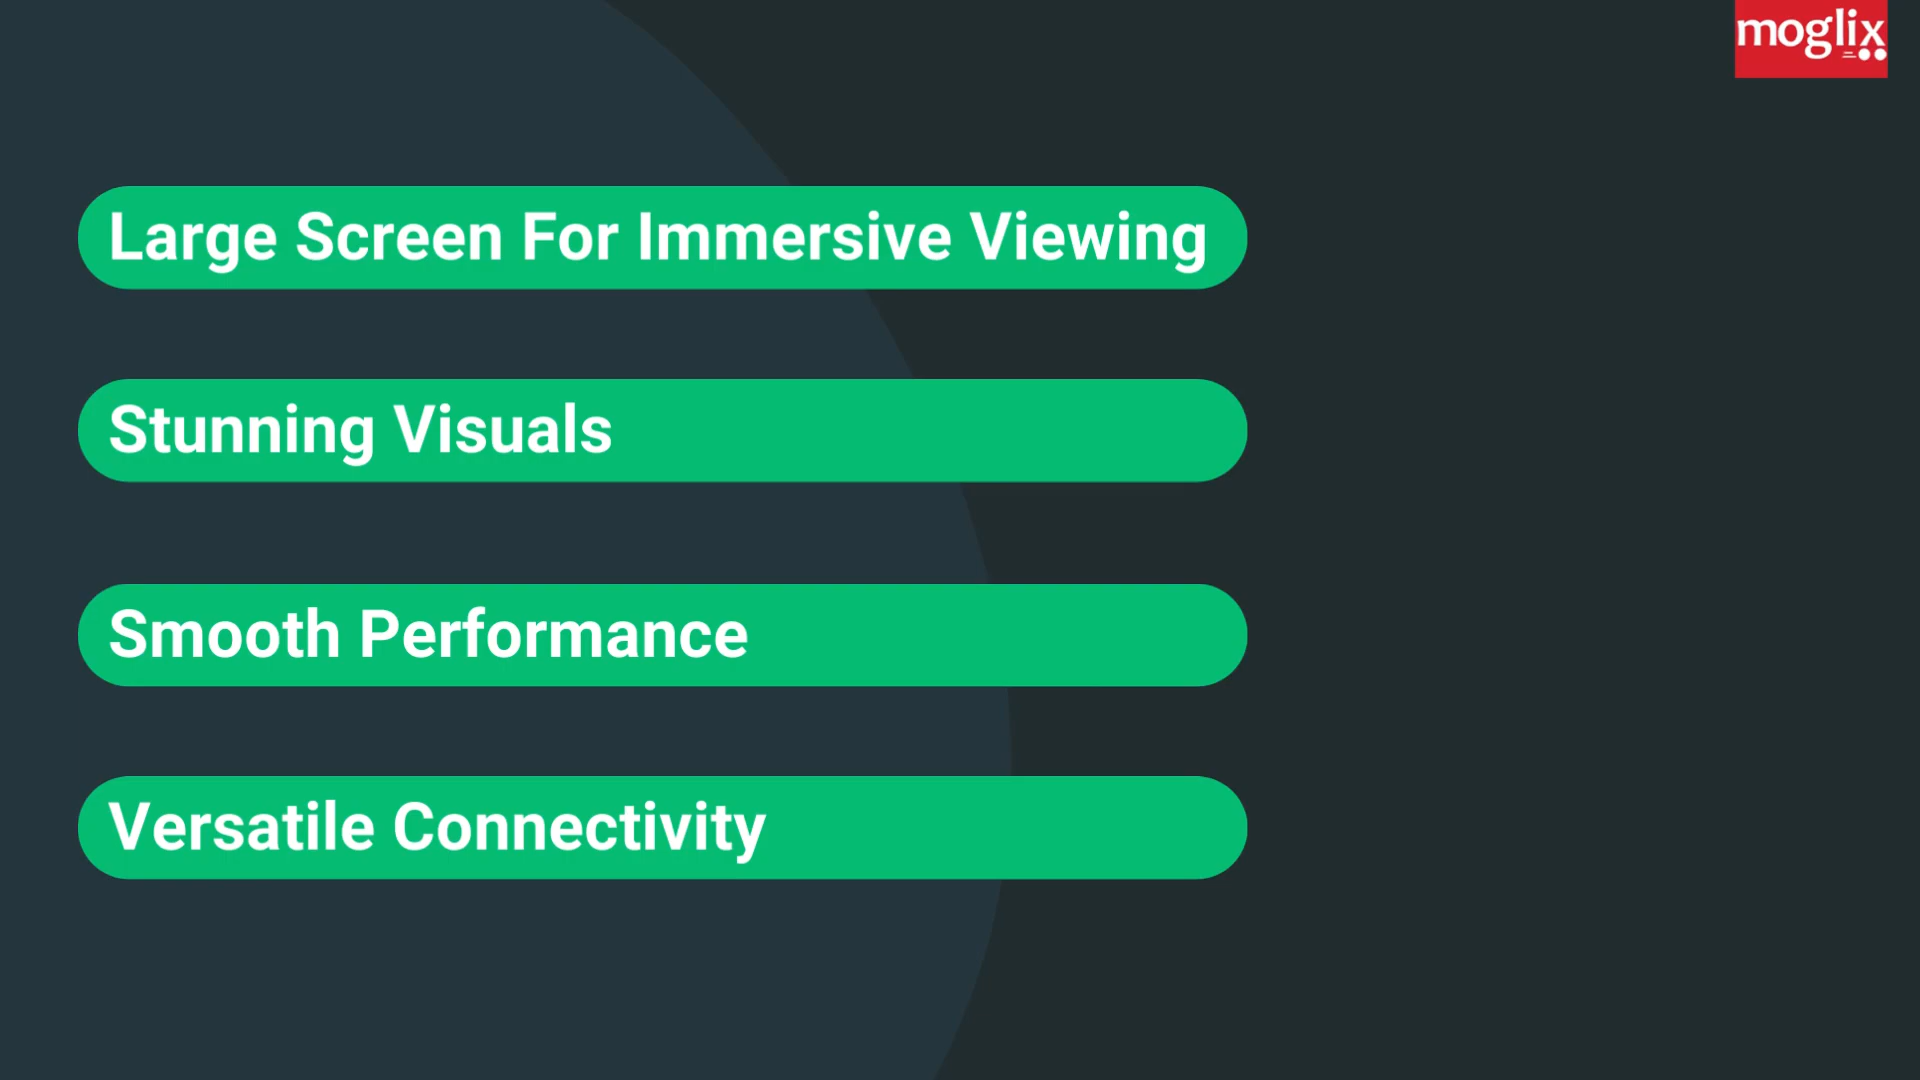 moglix
Large Screen For Immersive Viewing
Stunning Visuals
Smooth Performance
Versatile Connectivity